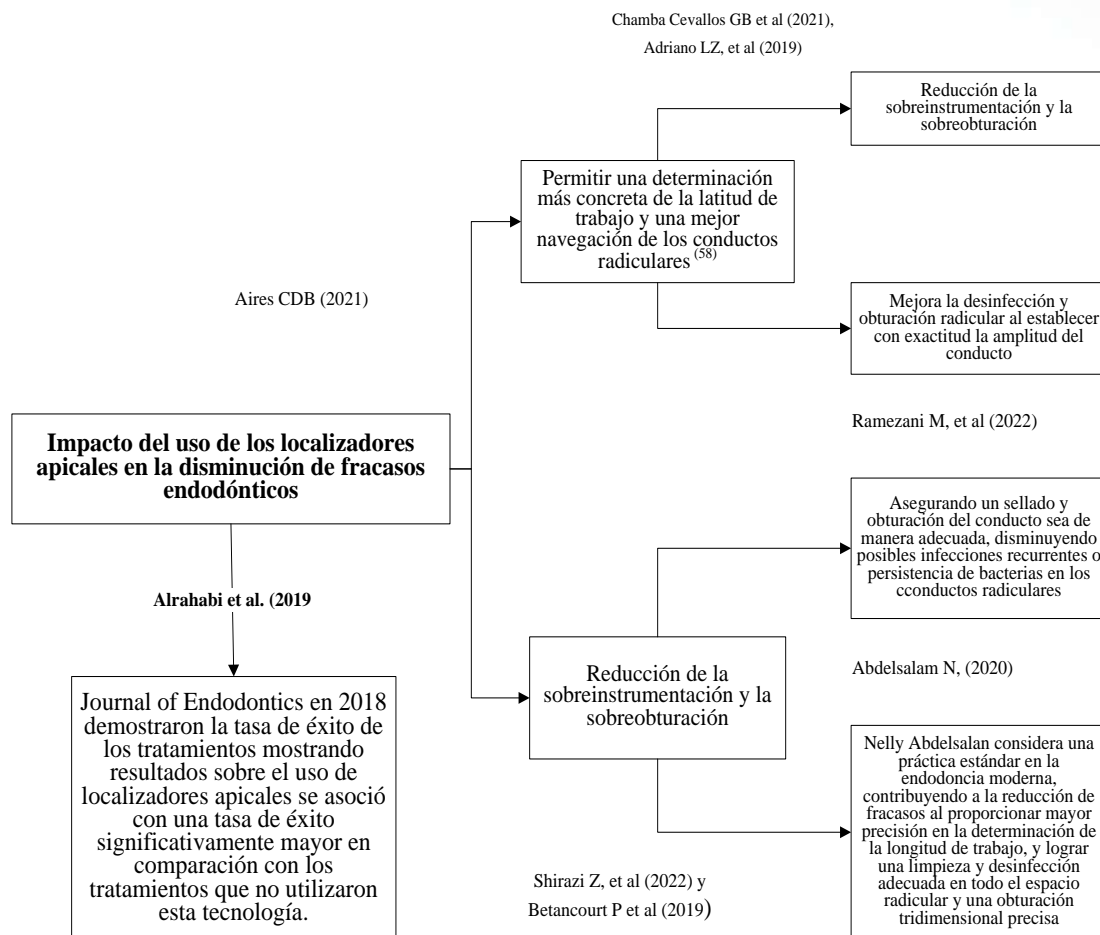 Chamba Cevallos GB et al (2021),
Adriano LZ, et al (2019)
Reducción de la
sobreinstrumentación y la
sobreobturación
Permitir una determinación
más concreta de la latitud de
trabajo y una mejor
navegación de los conductos
radiculares (58)
Aires CDB (2021)
Mejora la desinfección y
obturación radicular al establecer
con exactitud la amplitud del
conducto
Ramezani M, et al (2022)
Impacto del uso de los localizadores
apicales en la disminución de fracasos
endodónticos
Asegurando un sellado y
obturación del conducto sea de
manera adecuada, disminuyendo
posibles infecciones recurrentes o
persistencia de bacterias en los
cconductos radiculares
Alrahabi et al. (2019
Reducción de la
sobreinstrumentación y la
sobreobturación
Abdelsalam N, (2020)
Journal of Endodontics en 2018
demostraron la tasa de éxito de
los tratamientos mostrando
resultados sobre el uso de
localizadores apicales se asoció
con una tasa de éxito
significativamente mayor en
comparación con los
tratamientos que no utilizaron
esta tecnología.
Nelly Abdelsalan considera una
práctica estándar en la
endodoncia moderna,
contribuyendo a la reducción de
fracasos al proporcionar mayor
precisión en la determinación de
la longitud de trabajo, y lograr
una limpieza y desinfección
adecuada en todo el espacio
radicular y una obturación
tridimensional precisa
Shirazi Z, et al (2022) y
Betancourt P et al (2019)